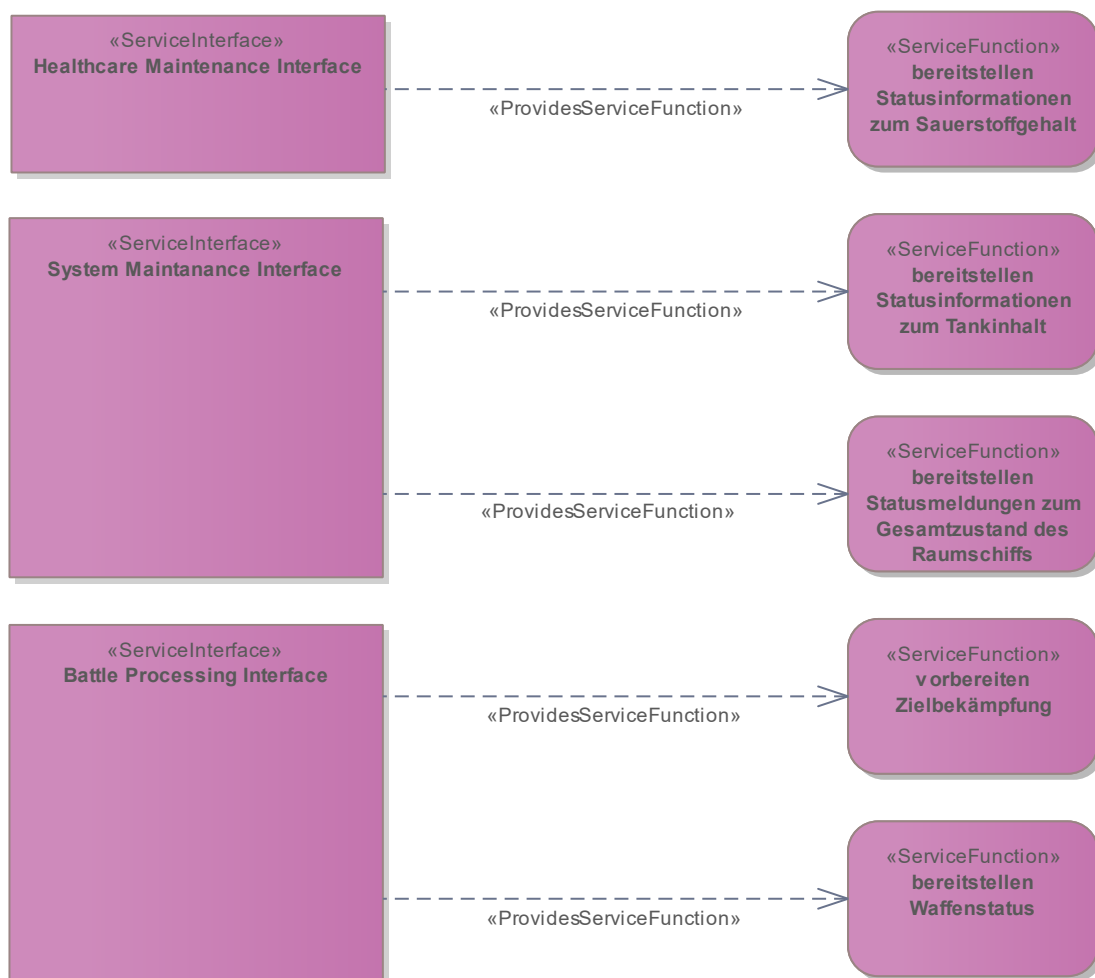 «ServiceInterface»
Healthcare Maintenance Interface
«ProvidesServiceFunction»
«ServiceFunction»
bereitstellen
Statusinformationen
zum Sauerstoffgehalt
«ServiceInterface»
System Maintanance Interface
«ProvidesServiceFunction»
«ServiceFunction»
bereitstellen
Statusinformationen
zum Tankinhalt
«ProvidesServiceFunction»
«ServiceFunction»
bereitstellen
Statusmeldungen zum
Gesamtzustand des
Raumschiffs
«ServiceInterface»
Battle Processing Interface
«ProvidesServiceFunction»
«ServiceFunction»
vorbereiten
Zielbekämpfung
«ProvidesServiceFunction»
«ServiceFunction»
bereitstellen
Waffenstatus